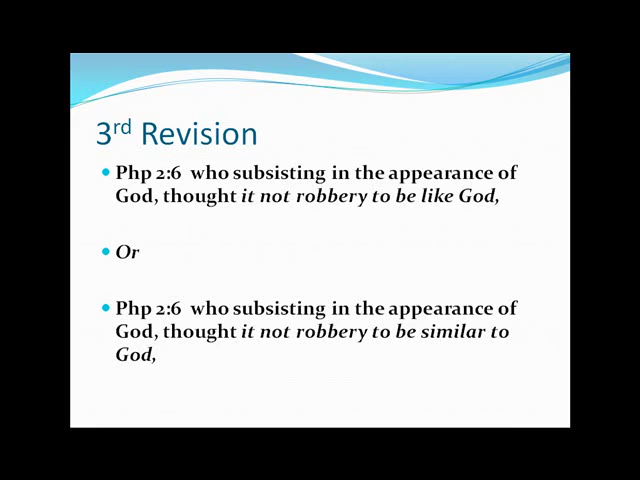 3rd Revision
Php 2:6 who subsisting in the appearance of
God, thought it not robbery to be like God,
Or
Php 2:6 who subsisting in the appearance of
God, thought it not robbery to be similar to
God,